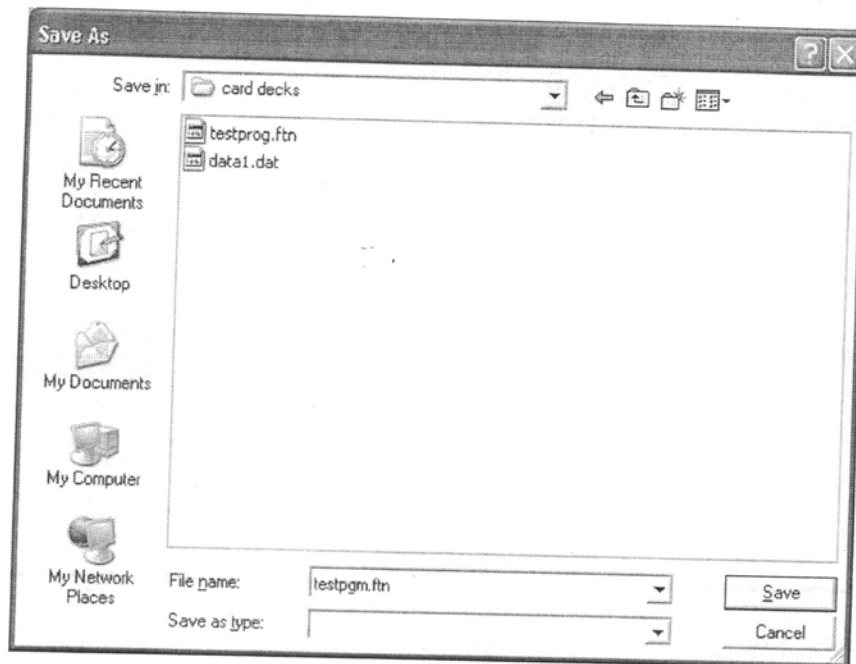 Save As
Save in: card decks
testprog.ftn
data1.dat
My Recent
Documents
Desktop
My Documents
My Computer
My Network
Places
File name: testpgm.ftn
Save
Save as type:
Cancel